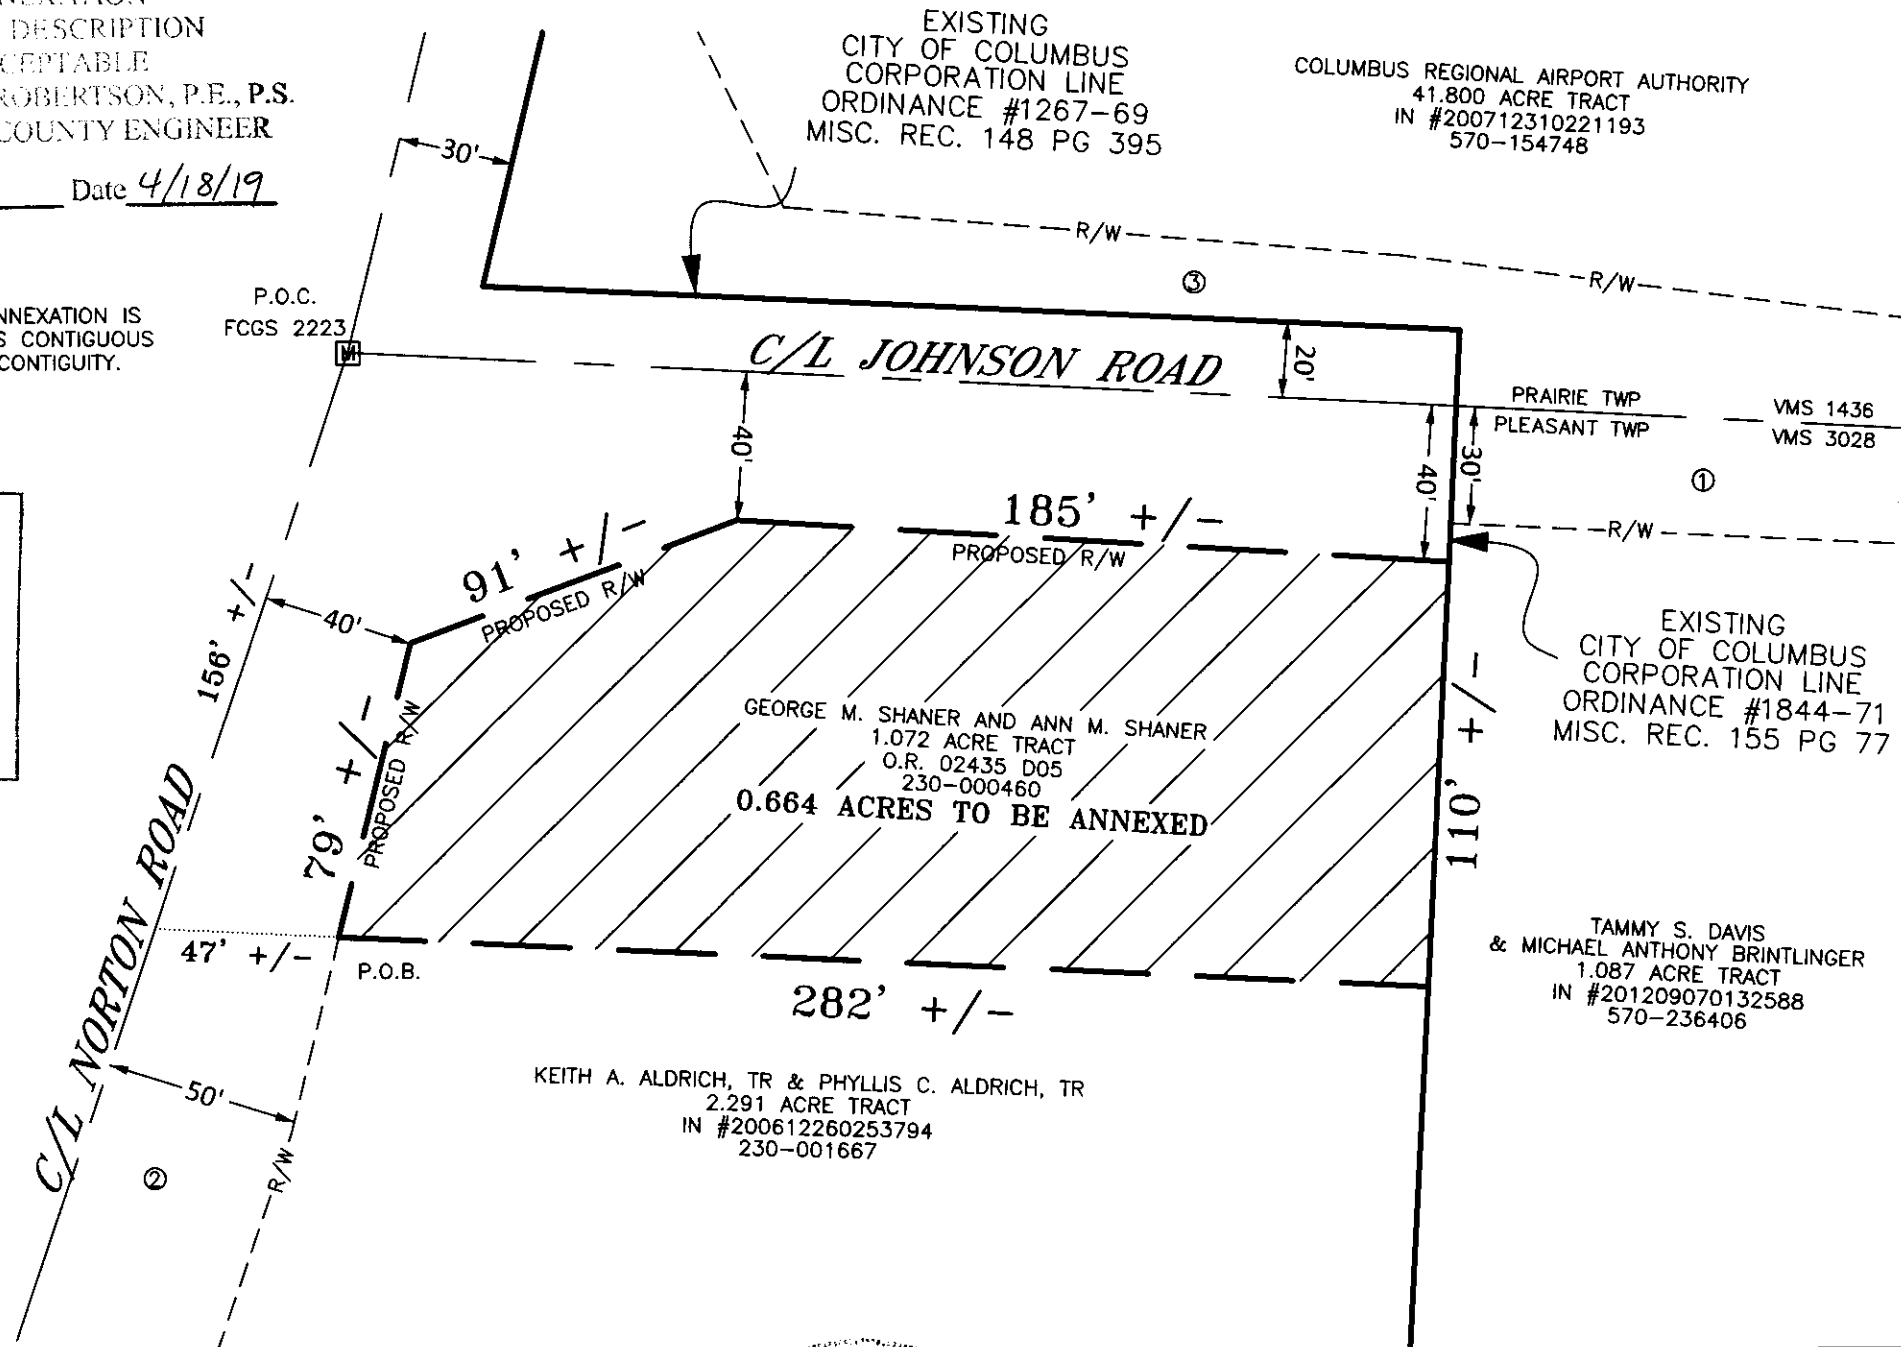 DESCRIPTION
ROBERTSON, P.E., P.S.
COUNTY ENGINEER
Date 4/18/19
EXISTING
CITY OF COLUMBUS
CORPORATION LINE
ORDINANCE #1267-69
MISC. REC. 148 PG 395
COLUMBUS REGIONAL AIRPORT AUTHORITY
41.800 ACRE TRACT
IN #200712310221193
570-154748
30'
R/W
R/W
3
IS
CONTIGUOUS
CONTIGUITY.
P.O.C.
FCGS 2223
M
C/L JOHNSON ROAD
20'
PRAIRIE TWP
PLEASANT TWP
VMS 1436
VMS 3028
1
40'
40'
30'
R/W
185' +/-
PROPOSED R/W
91' +/-
PROPOSED R/W
156' +/-
40'
79' +/-
PROPOSED R/W
EXISTING
CITY OF COLUMBUS
CORPORATION LINE
ORDINANCE #1844-71
MISC. REC. 155 PG 77
110' +/-
GEORGE M. SHANER AND ANN M. SHANER
1.072 ACRE TRACT
O.R. 02435 D05
230-000460
0.664 ACRES TO BE ANNEXED
C/L NORTON ROAD
47' +/-
P.O.B.
282' +/-
TAMMY S. DAVIS
& MICHAEL ANTHONY BRINTLINGER
1.087 ACRE TRACT
IN #201209070132588
570-236406
50'
R/W
2
KEITH A. ALDRICH, TR & PHYLLIS C. ALDRICH, TR
2.291 ACRE TRACT
IN #200612260253794
230-001667